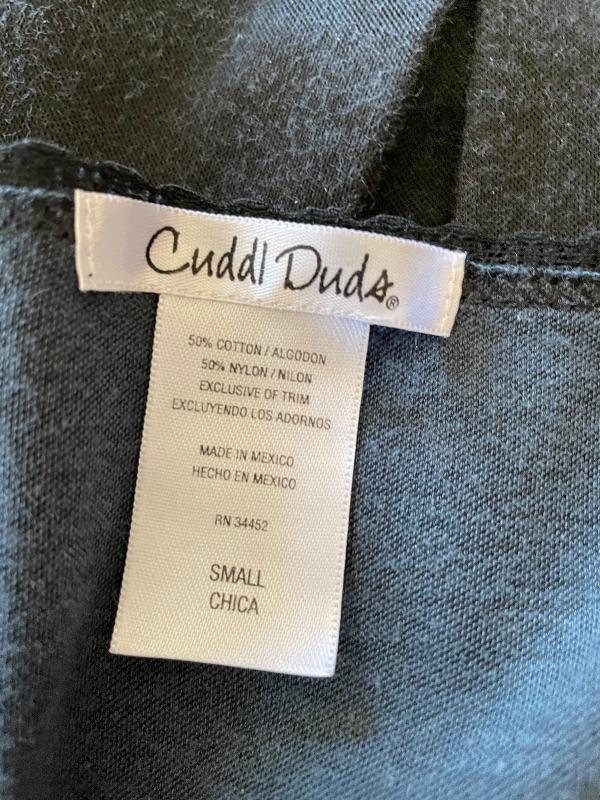 Cuddl Duds®
50% COTTON / ALGODON
50% NYLON / NILON
EXCLUSIVE OF TRIM
EXCLUYENDO LOS ADORNOS
MADE IN MEXICO
HECHO EN MEXICO
RN 34452
SMALL
CHICA